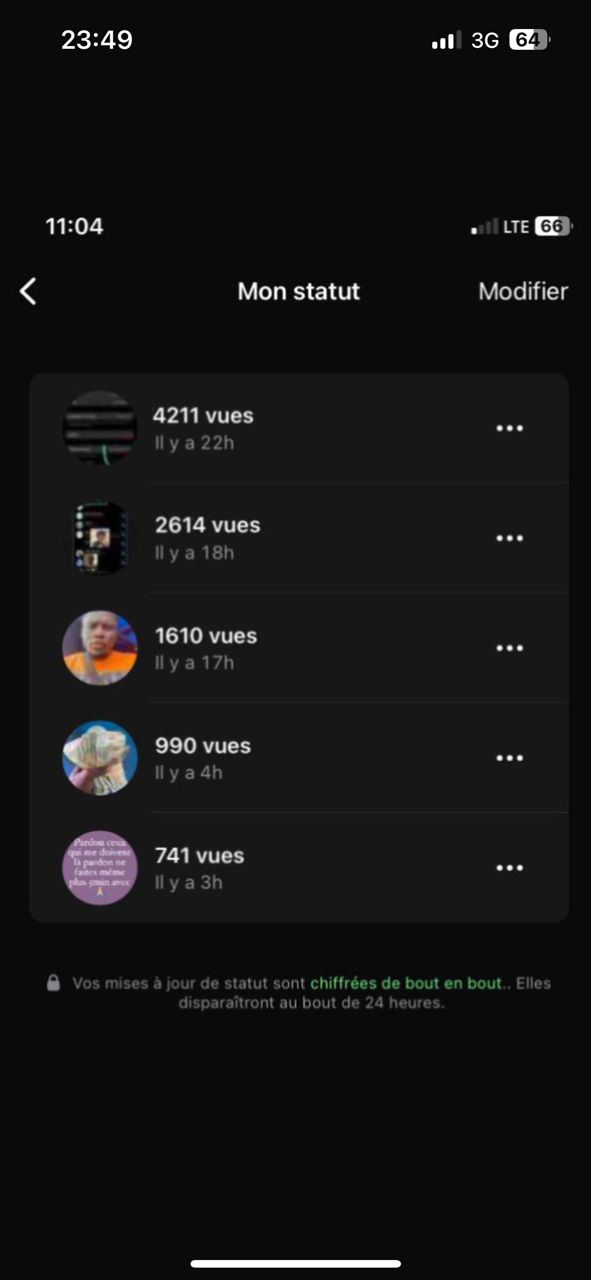 23:49
3G 64
11:04
LTE 66
Mon statut
Modifier
4211 vues
Il y a 22h
2614 vues
Il y a 18h
1610 vues
Il y a 17h
990 vues
Il y a 4h
Pardon ceux
qui me doivent
là pardon ne
faites même
plus 5min avec
🙏
741 vues
Il y a 3h
Vos mises à jour de statut sont chiffrées de bout en bout.. Elles
disparaîtront au bout de 24 heures.